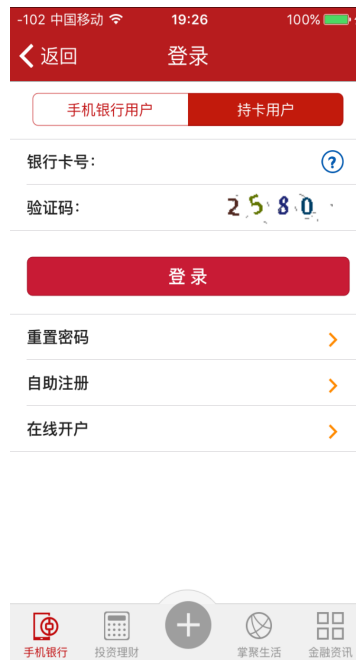 -102 中国移动 19:26 100%
返回 登录
手机银行用户 持卡用户
银行卡号: ?
验证码: 2580
登录
重置密码
自助注册
在线开户
手机银行 投资理财 掌聚生活 金融资讯